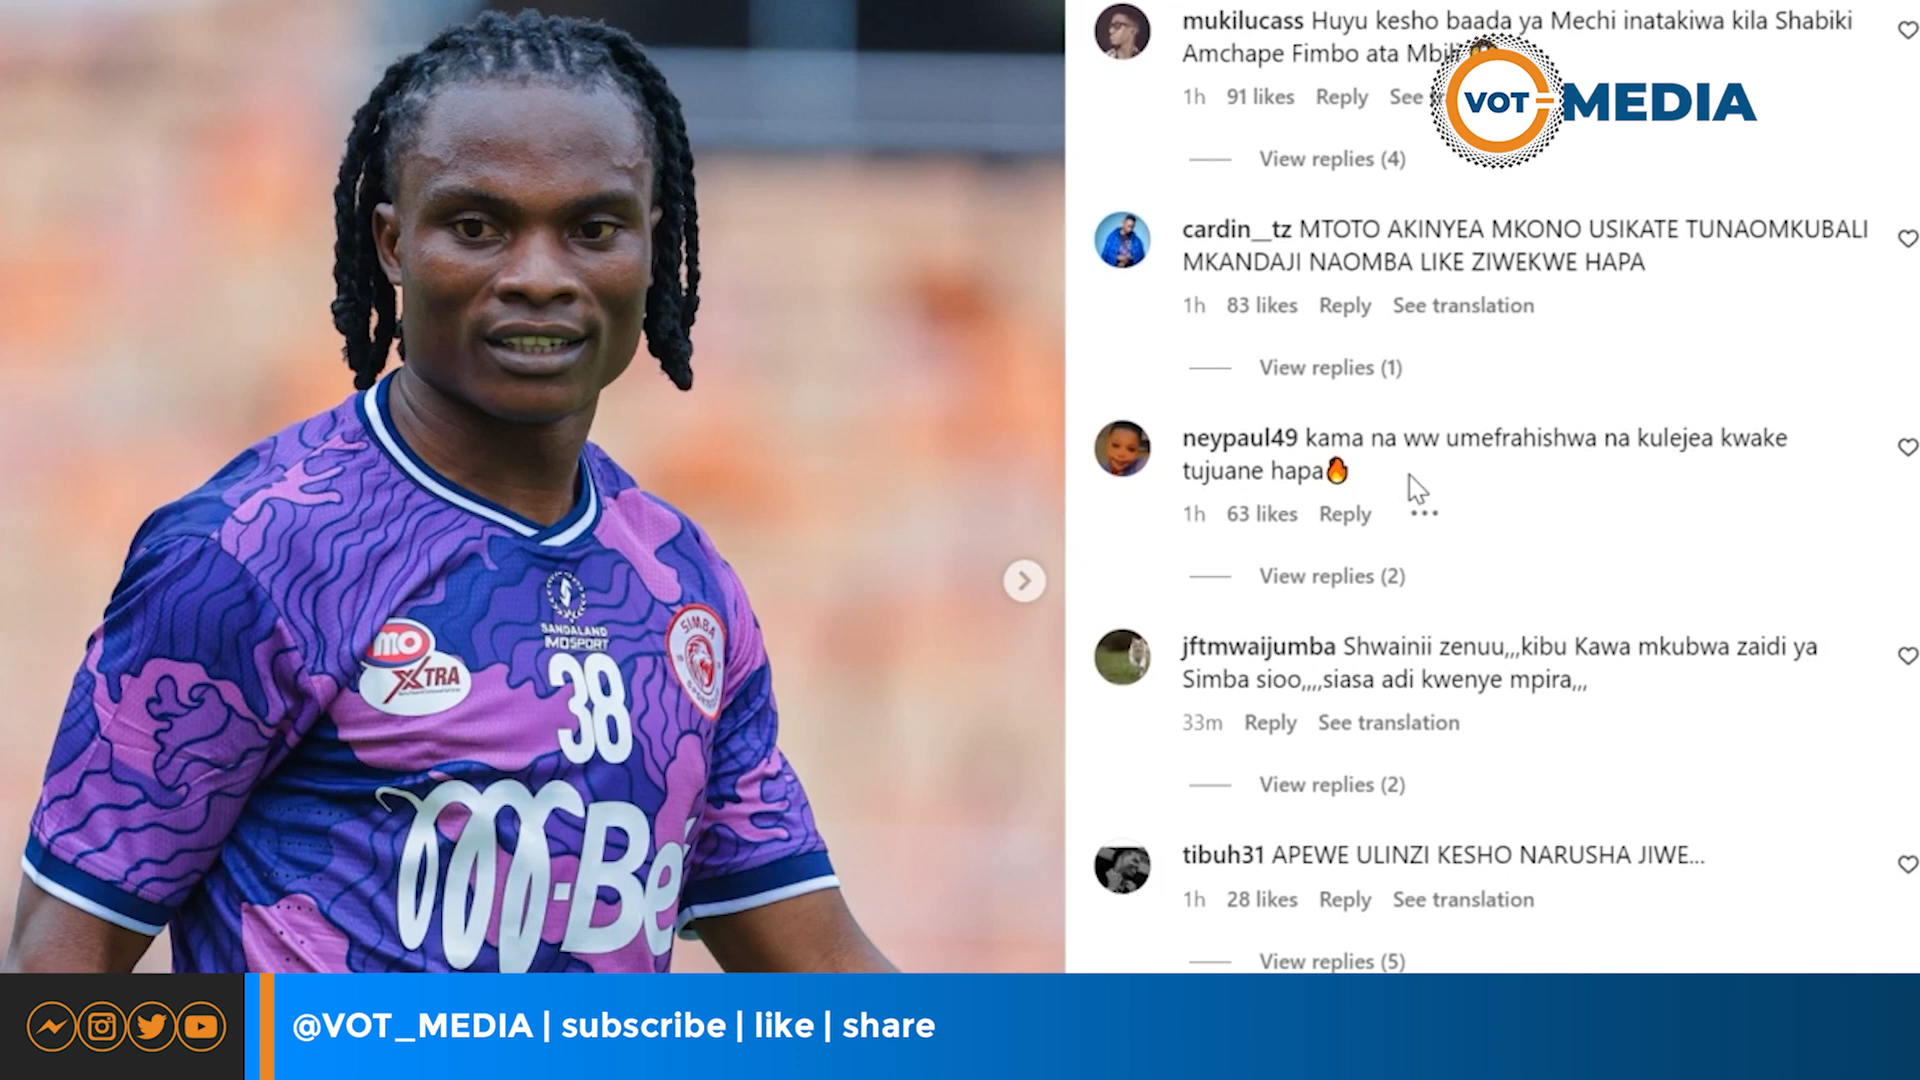 mukilucass Huyu kesho baada ya Mechi inatakiwa kila Shabiki
Amchape Fimbo ata Mbili
1h 91 likes Reply See
View replies (4)
VOT MEDIA
cardin__tz MTOTO AKINYEA MKONO USIKATE TUNAOMKUBALI
MKANDAJI NAOMBA LIKE ZIWEKWE HAPA
1h 83 likes Reply See translation
View replies (1)
neypaul49 kama na ww umefrahishwa na kulejea kwake
tujuane hapa🔥
1h 63 likes Reply •••
View replies (2)
jftmwaijumba Shwainii zenuu,,,kibu Kawa mkubwa zaidi ya
Simba sioo,,,,siasa adi kwenye mpira,,,
33m Reply See translation
View replies (2)
tibuh31 APEWE ULINZI KESHO NARUSHA JIWE...
1h 28 likes Reply See translation
View replies (5)
SANDALAND
MOSPORT
mo
XTRA
SIMBA
38
M-Be
@VOT_MEDIA | subscribe | like | share